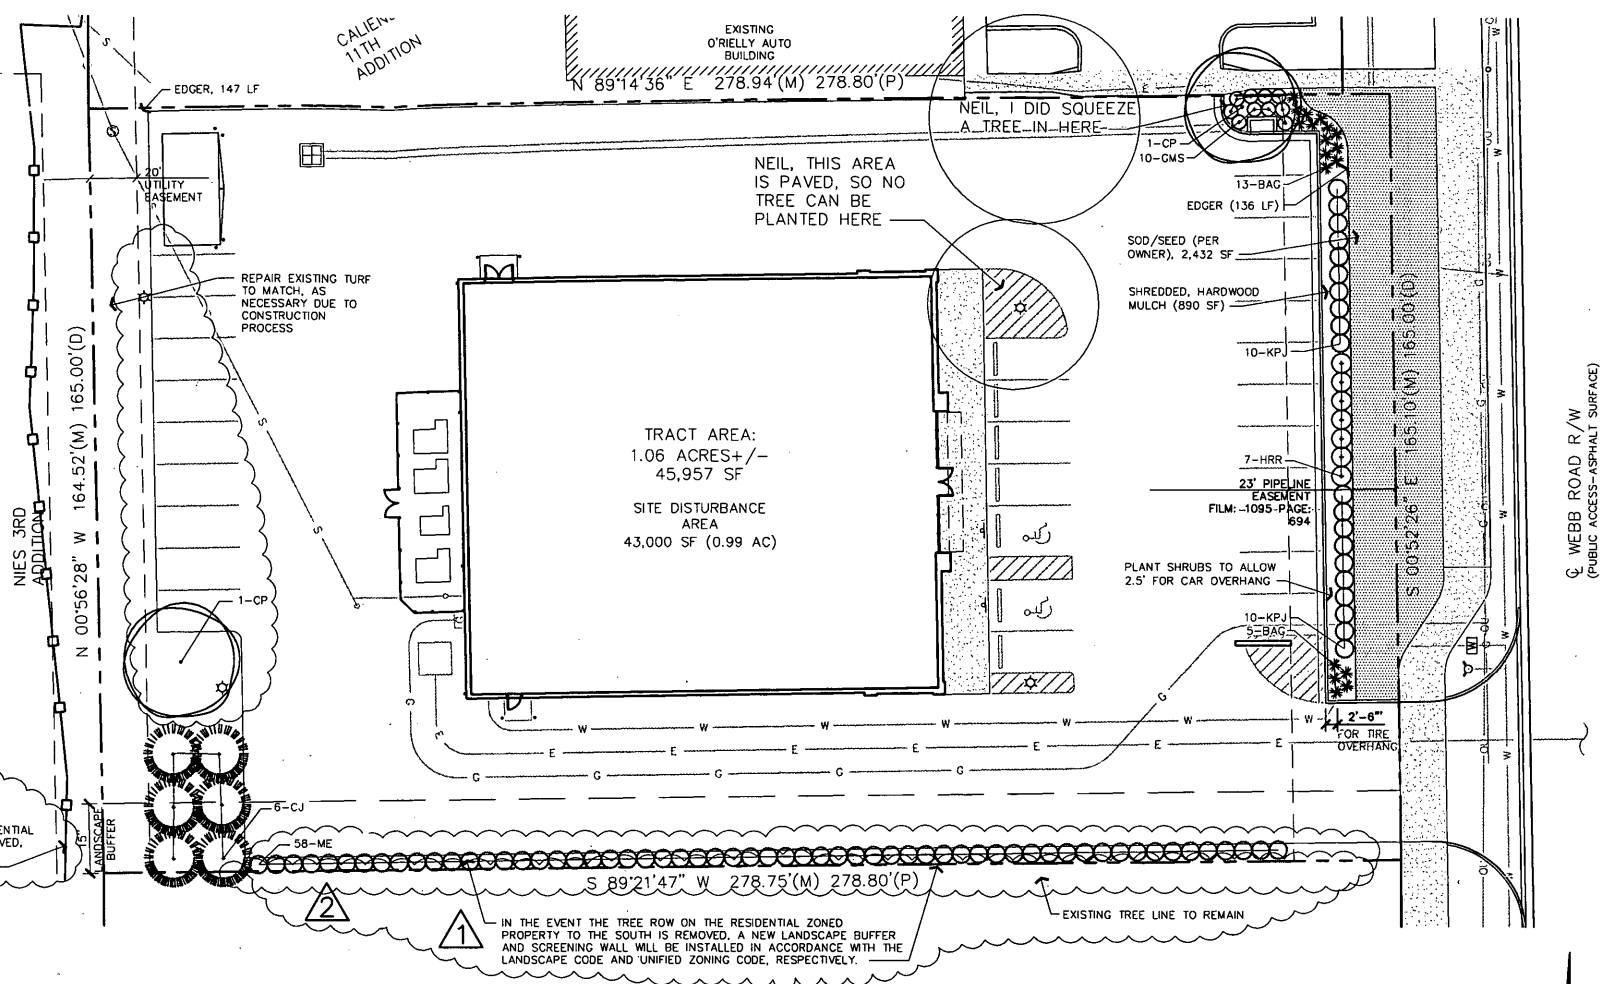 CALIEN
11TH
ADDITION
EXISTING
O'RIELLY AUTO
BUILDING
EDGER, 147 LF
N 89°14'36" E 278.94'(M) 278.80'(P)
E
NEIL, I DID SQUEEZE
A TREE IN HERE
1-CP
10-GMS
NEIL, THIS AREA
IS PAVED, SO NO
TREE CAN BE
PLANTED HERE
13-BAG
EDGER (136 LF)
20'
UTILITY
EASEMENT
SOD/SEED (PER
OWNER), 2,432 SF
REPAIR EXISTING TURF
TO MATCH, AS
NECESSARY DUE TO
CONSTRUCTION
PROCESS
SHREDDED, HARDWOOD
MULCH (890 SF)
10-KPJ
N 00°56'28" W 164.52'(M) 165.00'(D)
S 00°52'26" E 165.10'(M) 165.00'(D)
TRACT AREA:
1.06 ACRES+/-
45,957 SF
SITE DISTURBANCE
AREA
43,000 SF (0.99 AC)
7-HRR
23' PIPELINE
EASEMENT
FILM: 1095 PAGE:
694
NIES 3RD
ADDITION
℄ WEBB ROAD R/W
(PUBLIC ACCESS-ASPHALT SURFACE)
PLANT SHRUBS TO ALLOW
2.5' FOR CAR OVERHANG
1-CP
10-KPJ
5-BAG
W
S
S
S
G
E
W W W W W W W
E E E E E E E
G G G G G G
2'-6"
FOR TIRE
OVERHANG
6-CJ
15'
LANDSCAPE
BUFFER
ENTIAL
VED,
58-ME
S 89°21'47" W 278.75'(M) 278.80'(P)
2
1
IN THE EVENT THE TREE ROW ON THE RESIDENTIAL ZONED
PROPERTY TO THE SOUTH IS REMOVED, A NEW LANDSCAPE BUFFER
AND SCREENING WALL WILL BE INSTALLED IN ACCORDANCE WITH THE
LANDSCAPE CODE AND UNIFIED ZONING CODE, RESPECTIVELY.
EXISTING TREE LINE TO REMAIN